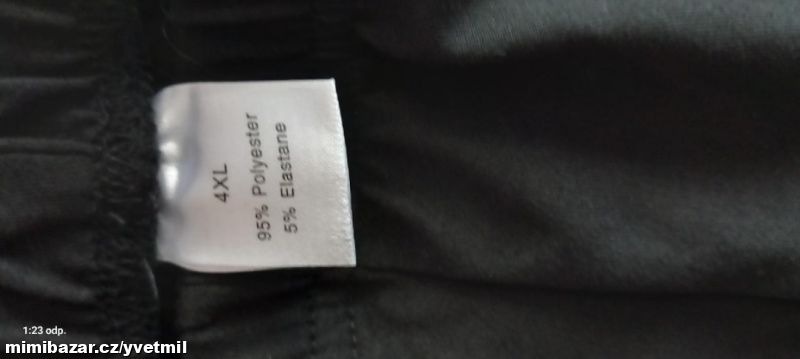 4XL
95% Polyester
5% Elastane
1:23 odp.
mimibazar.cz/yvetmil